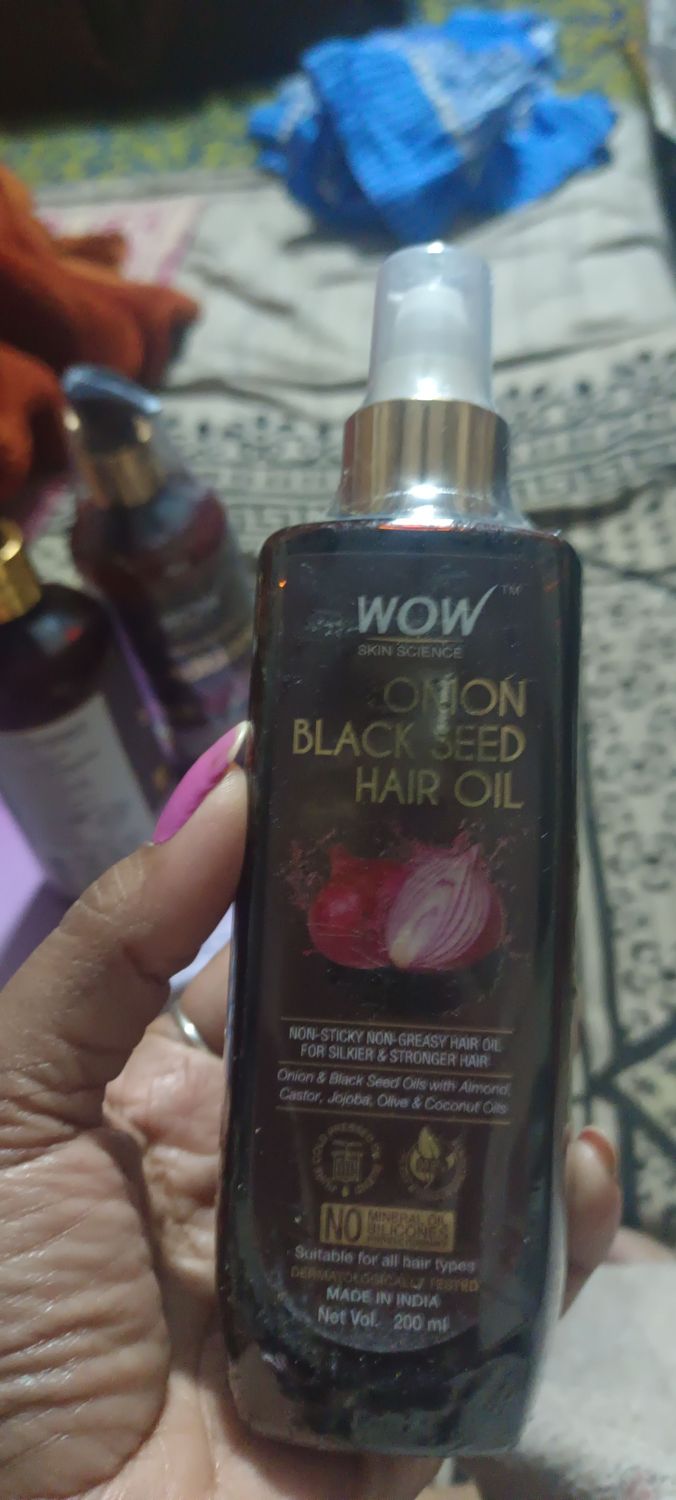 WOW™
SKIN SCIENCE
ONION
BLACK SEED
HAIR OIL
NON-STICKY NON-GREASY HAIR OIL
FOR SILKIER & STRONGER HAIR
Onion & Black Seed Oils with Almond,
Castor, Jojoba, Olive & Coconut Oils
NO MINERAL OIL
SILICONES
Suitable for all hair types
DERMATOLOGICALLY TESTED
MADE IN INDIA
Net Vol. 200 ml